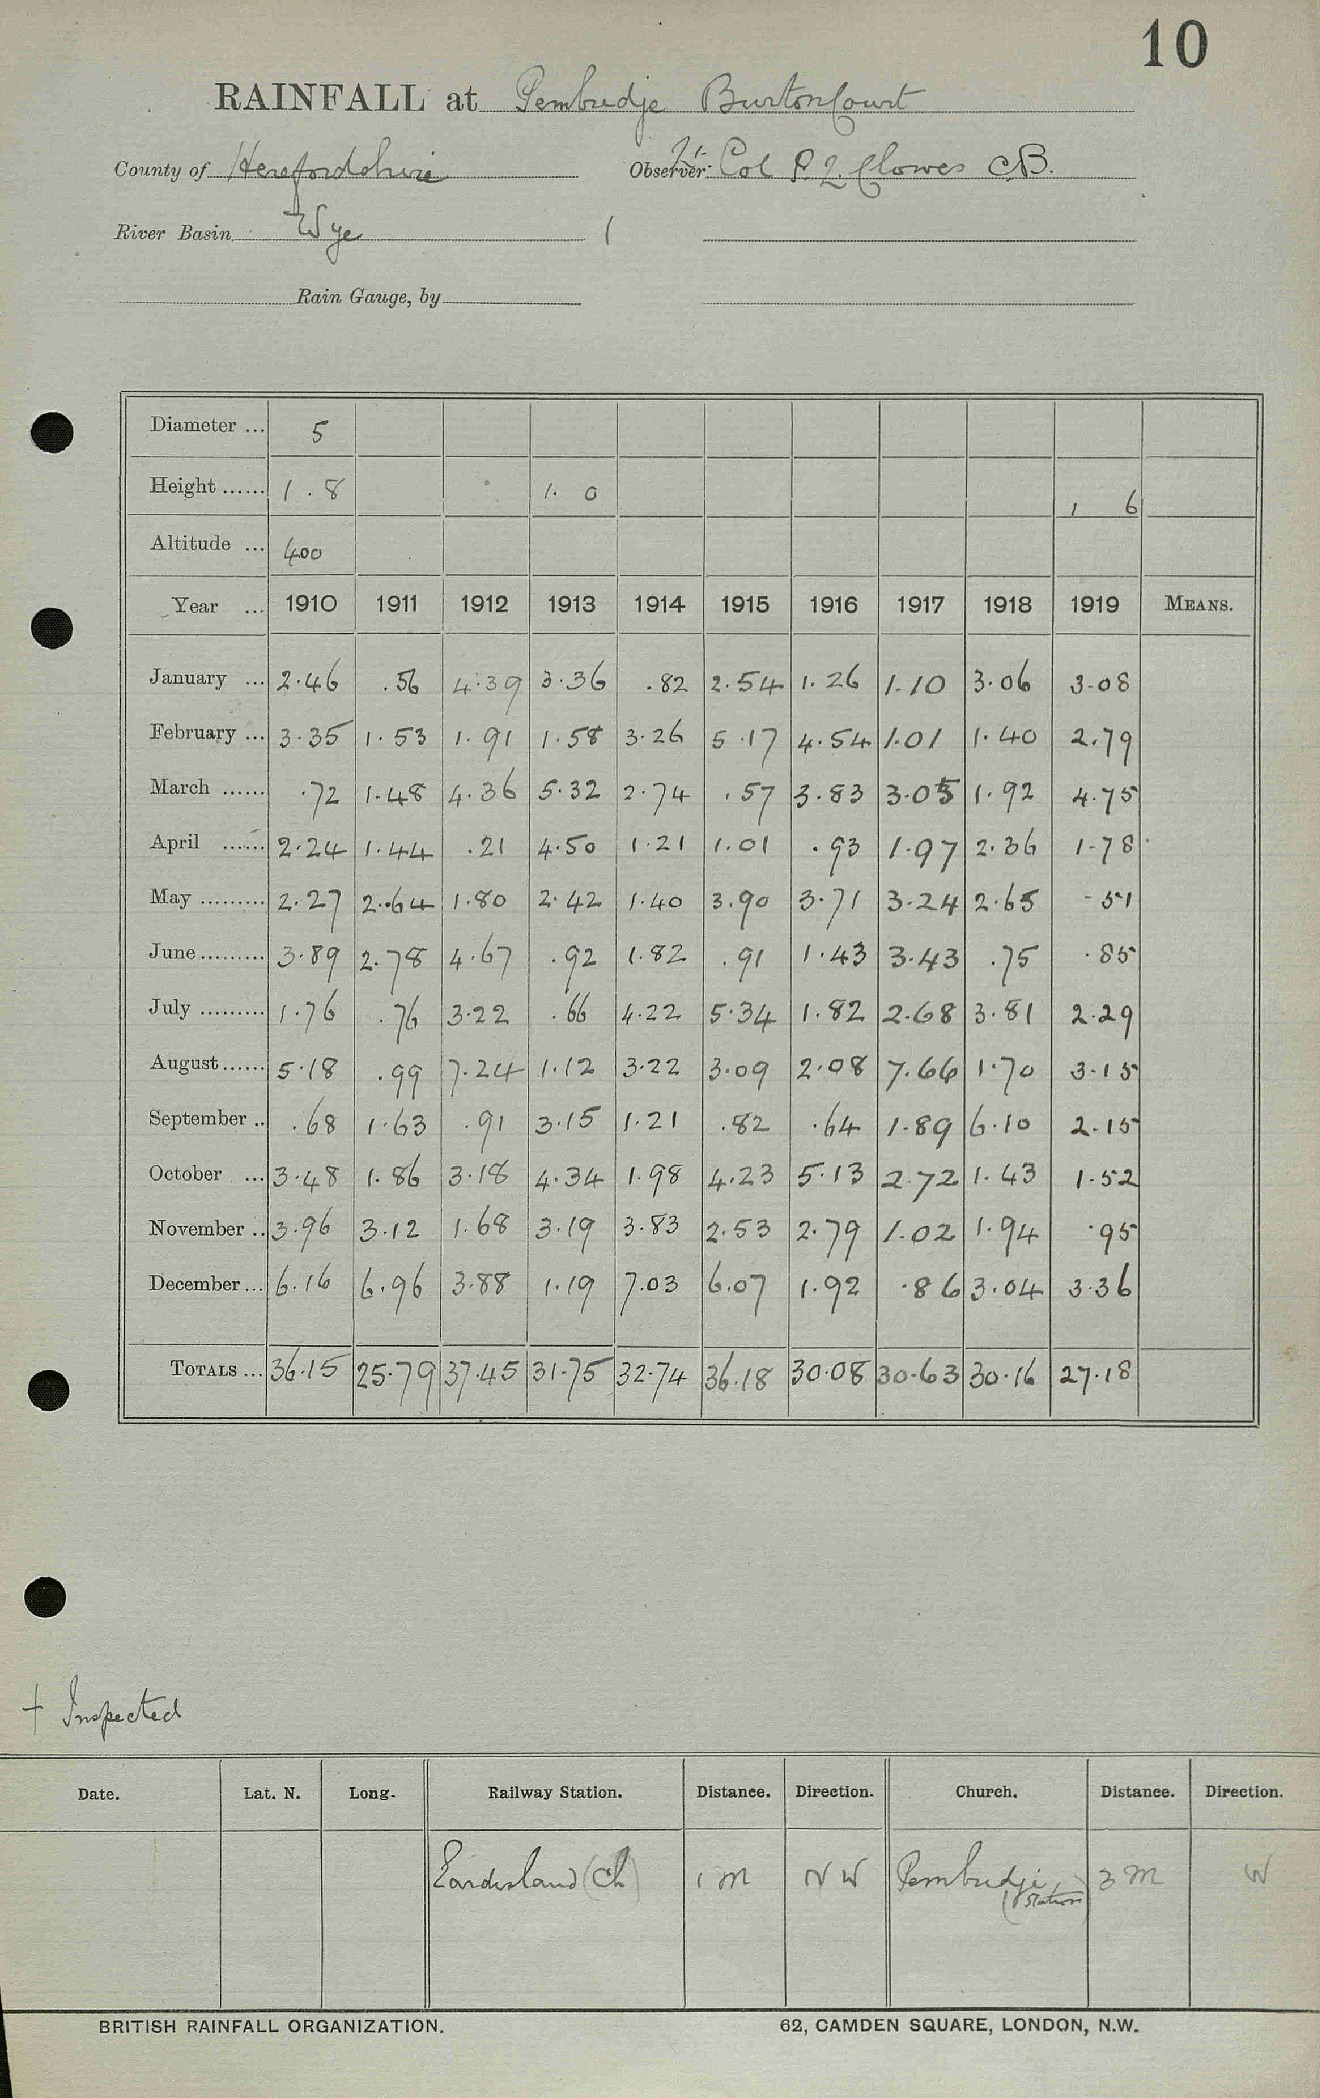 10
RAINFALL at Pembridge Burton Court
County of Herefordshire Observer: Lt. Col P. L. Clowes C.B.
River Basin Wye 1
Rain Gauge, by
Diameter ... 5
Height ...... 1 . 8 1. 0 1 6
Altitude ... 400
Year ... 1910 1911 1912 1913 1914 1915 1916 1917 1918 1919 MEANS.
January ... 2.46 .56 4.39 3.36 .82 2.54 1.26 1.10 3.06 3.08
February ... 3.35 1.53 1.91 1.58 3.26 5.17 4.54 1.01 1.40 2.79
March ...... .72 1.48 4.36 5.32 2.74 .57 3.83 3.05 1.92 4.75
April ...... 2.24 1.44 .21 4.50 1.21 1.01 .93 1.97 2.36 1.78
May ......... 2.27 2.64 1.80 2.42 1.40 3.90 3.71 3.24 2.65 .51
June ......... 3.89 2.78 4.67 .92 1.82 .91 1.43 3.43 .75 .85
July ......... 1.76 .76 3.22 .66 4.22 5.34 1.82 2.68 3.81 2.29
August ...... 5.18 .99 7.24 1.12 3.22 3.09 2.08 7.66 1.70 3.15
September .. .68 1.63 .91 3.15 1.21 .82 .64 1.89 6.10 2.15
October ... 3.48 1.86 3.18 4.34 1.98 4.23 5.13 2.72 1.43 1.52
November .. 3.96 3.12 1.68 3.19 3.83 2.53 2.79 1.02 1.94 .95
December ... 6.16 6.96 3.88 1.19 7.03 6.07 1.92 .86 3.04 3.36
TOTALS ... 36.15 25.79 37.45 31.75 32.74 36.18 30.08 30.63 30.16 27.18
+ Inspected
Date. Lat. N. Long. Railway Station. Distance. Direction. Church. Distance. Direction.
Eardisland (Ch) 1 M N W Pembridge 3 M W
(Station)
BRITISH RAINFALL ORGANIZATION. 62, CAMDEN SQUARE, LONDON, N.W.